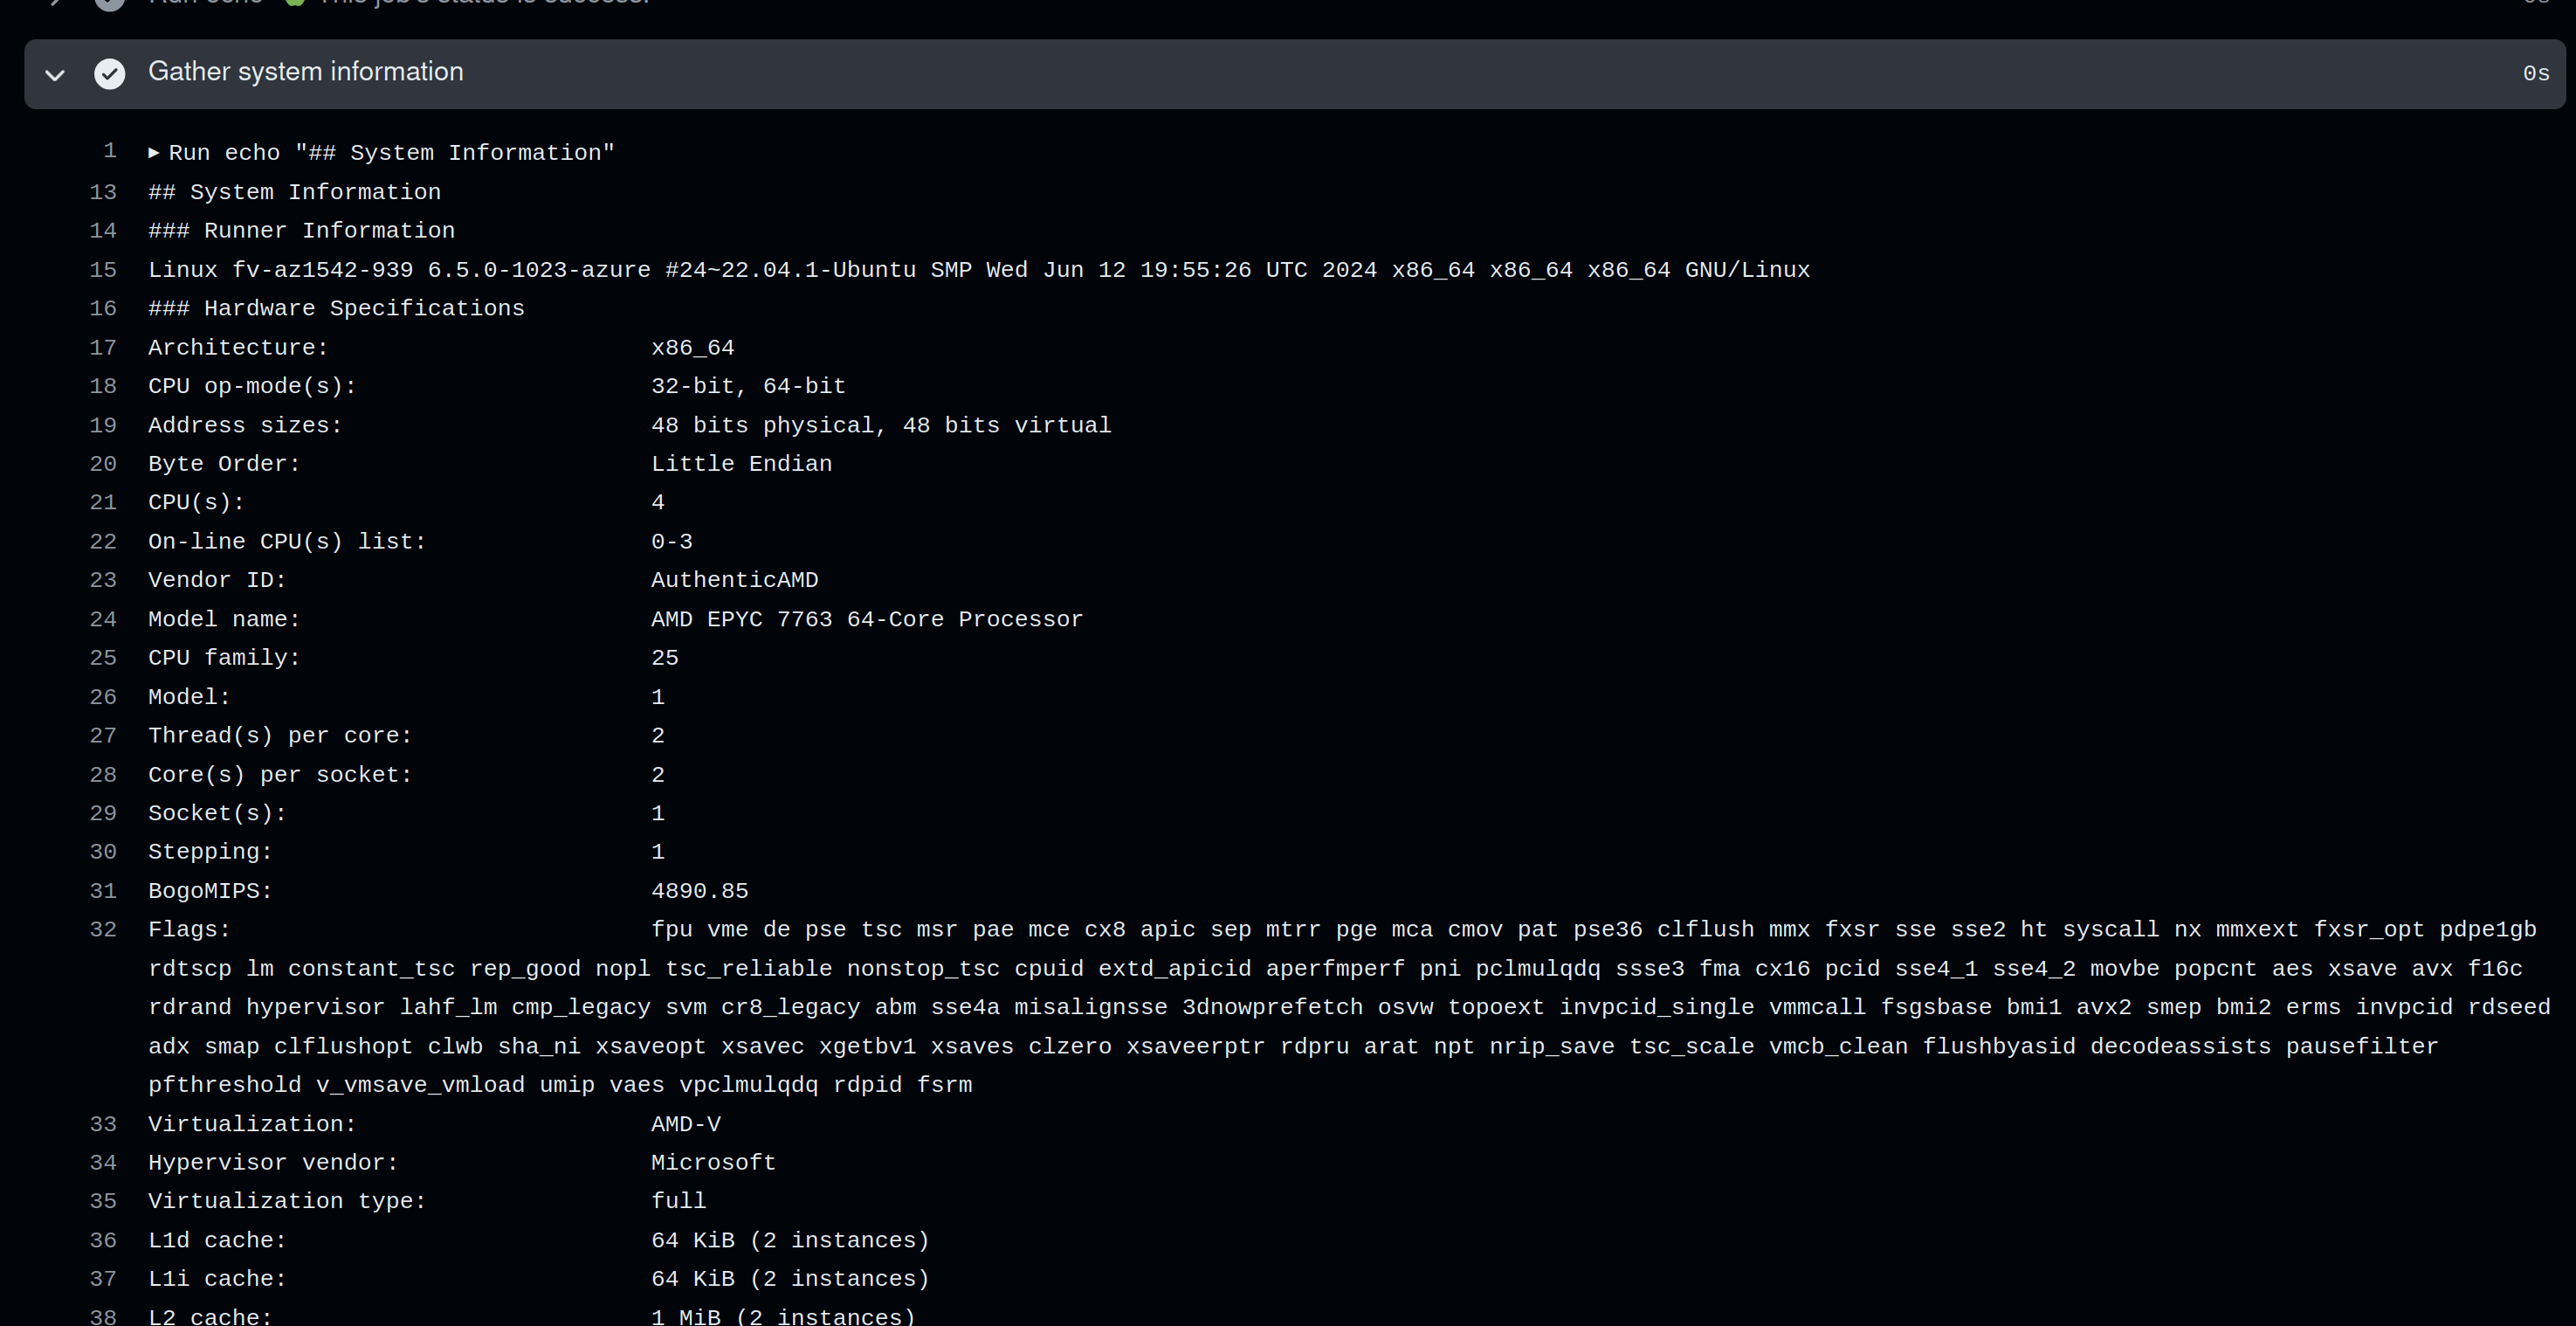 Run echo "🍏 This job's status is success."
0s
Gather system information
0s
1 ▶ Run echo "## System Information"
13 ## System Information
14 ### Runner Information
15 Linux fv-az1542-939 6.5.0-1023-azure #24~22.04.1-Ubuntu SMP Wed Jun 12 19:55:26 UTC 2024 x86_64 x86_64 x86_64 GNU/Linux
16 ### Hardware Specifications
17 Architecture: x86_64
18 CPU op-mode(s): 32-bit, 64-bit
19 Address sizes: 48 bits physical, 48 bits virtual
20 Byte Order: Little Endian
21 CPU(s): 4
22 On-line CPU(s) list: 0-3
23 Vendor ID: AuthenticAMD
24 Model name: AMD EPYC 7763 64-Core Processor
25 CPU family: 25
26 Model: 1
27 Thread(s) per core: 2
28 Core(s) per socket: 2
29 Socket(s): 1
30 Stepping: 1
31 BogoMIPS: 4890.85
32 Flags: fpu vme de pse tsc msr pae mce cx8 apic sep mtrr pge mca cmov pat pse36 clflush mmx fxsr sse sse2 ht syscall nx mmxext fxsr_opt pdpe1gb
rdtscp lm constant_tsc rep_good nopl tsc_reliable nonstop_tsc cpuid extd_apicid aperfmperf pni pclmulqdq ssse3 fma cx16 pcid sse4_1 sse4_2 movbe popcnt aes xsave avx f16c
rdrand hypervisor lahf_lm cmp_legacy svm cr8_legacy abm sse4a misalignsse 3dnowprefetch osvw topoext invpcid_single vmmcall fsgsbase bmi1 avx2 smep bmi2 erms invpcid rdseed
adx smap clflushopt clwb sha_ni xsaveopt xsavec xgetbv1 xsaves clzero xsaveerptr rdpru arat npt nrip_save tsc_scale vmcb_clean flushbyasid decodeassists pausefilter
pfthreshold v_vmsave_vmload umip vaes vpclmulqdq rdpid fsrm
33 Virtualization: AMD-V
34 Hypervisor vendor: Microsoft
35 Virtualization type: full
36 L1d cache: 64 KiB (2 instances)
37 L1i cache: 64 KiB (2 instances)
38 L2 cache: 1 MiB (2 instances)